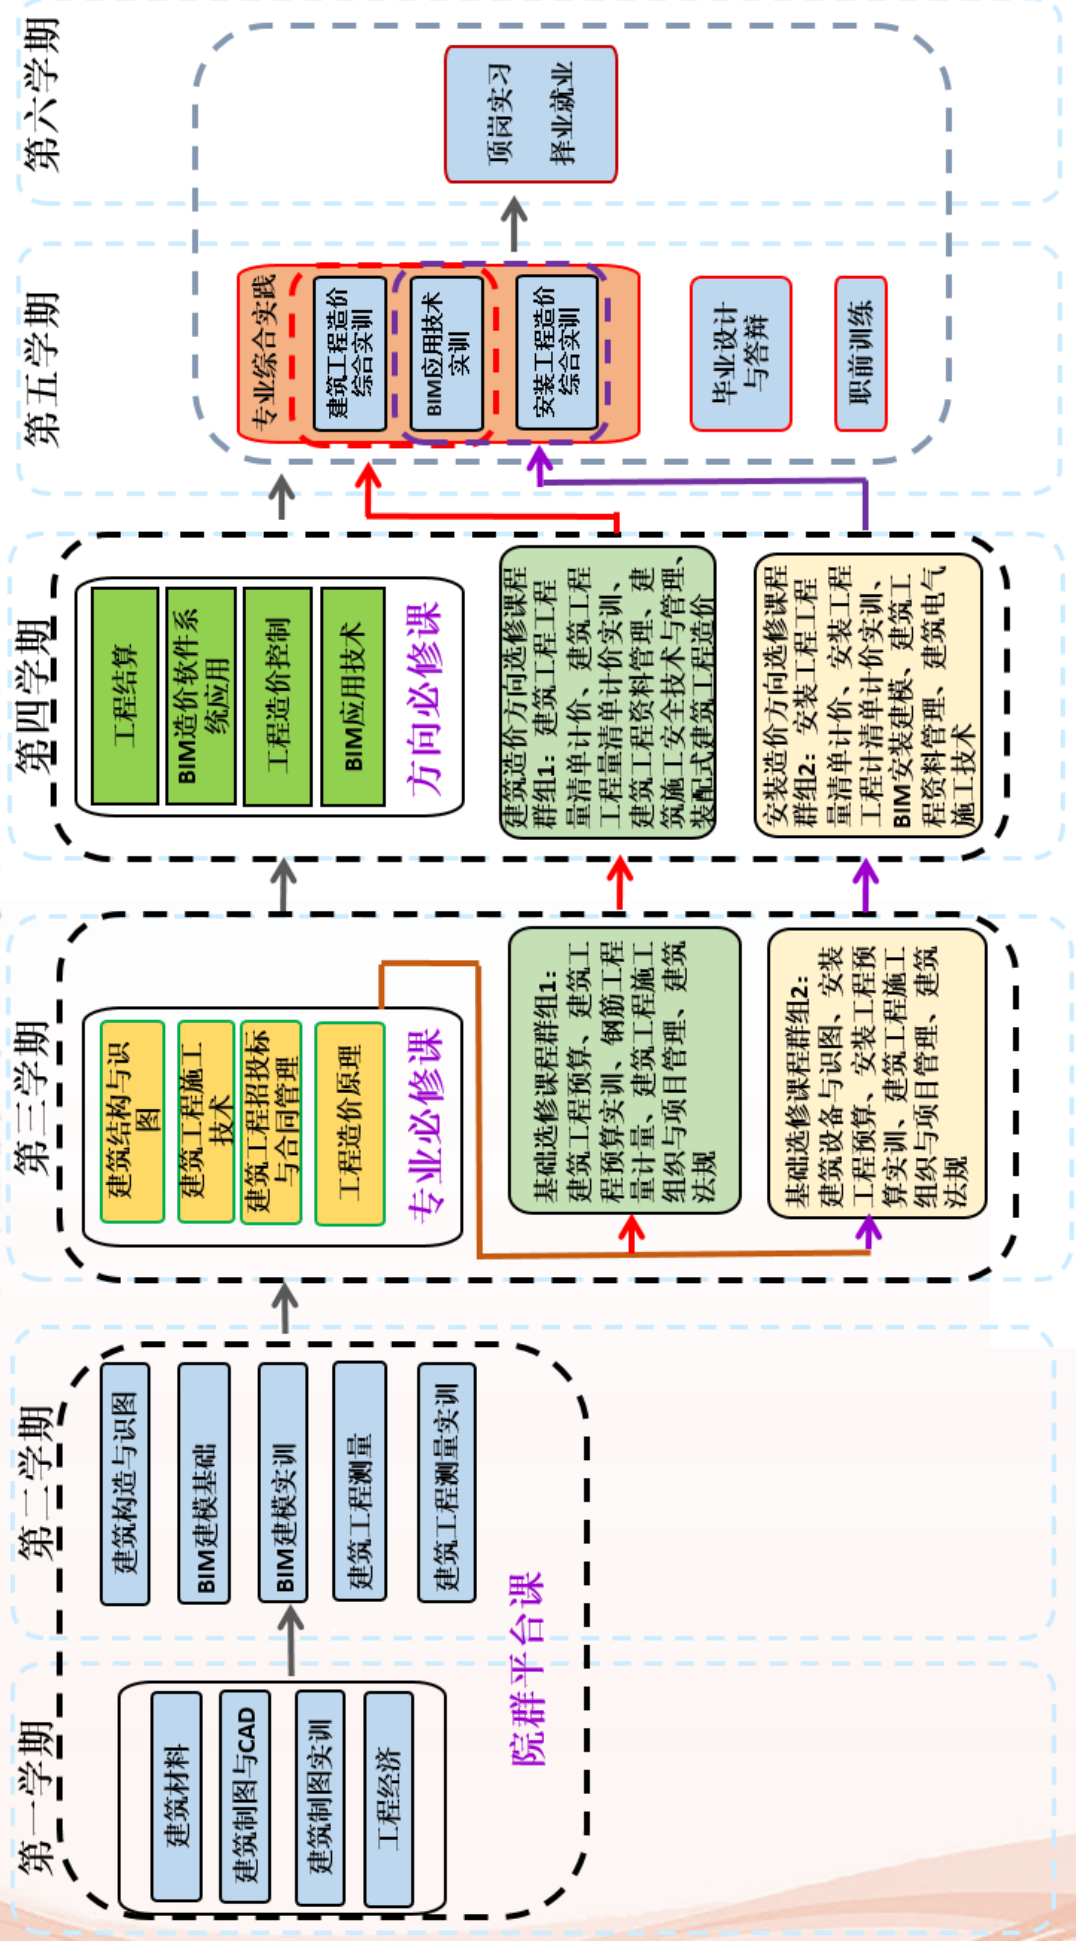 第一学期
建筑材料
建筑制图与CAD
建筑制图实训
工程经济
院群平台课
第二学期
建筑构造与识图
BIM建模基础
BIM建模实训
建筑工程测量
建筑工程测量实训
第三学期
建筑结构与识
图
建筑工程施工
技术
建筑工程招投标
与合同管理
工程造价原理
专业必修课
基础选修课程群组1：
建筑工程预算、建筑工
程预算实训、钢筋工程
量计量、建筑工程施工
组织与项目管理、建筑
法规
基础选修课程群组2：
建筑设备与识图、安装
工程预算、安装工程预
算实训、建筑工程施工
组织与项目管理、建筑
法规
第四学期
工程结算
BIM造价软件系
统应用
工程造价控制
BIM应用技术
方向必修课
建筑造价方向选修课程
群组1：建筑工程工程
量清单计价、建筑工程
工程量清单计价实训、
建筑工程资料管理、建
筑施工安全技术与管理、
装配式建筑工程造价
安装造价方向选修课程
群组2：安装工程工程
量清单计价、安装工程
工程计清单计价实训、
BIM安装建模、建筑工
程资料管理、建筑电气
施工技术
第五学期
专业综合实践
建筑工程造价
综合实训
BIM应用技术
实训
安装工程造价
综合实训
毕业设计
与答辩
职前训练
第六学期
顶岗实习
择业就业